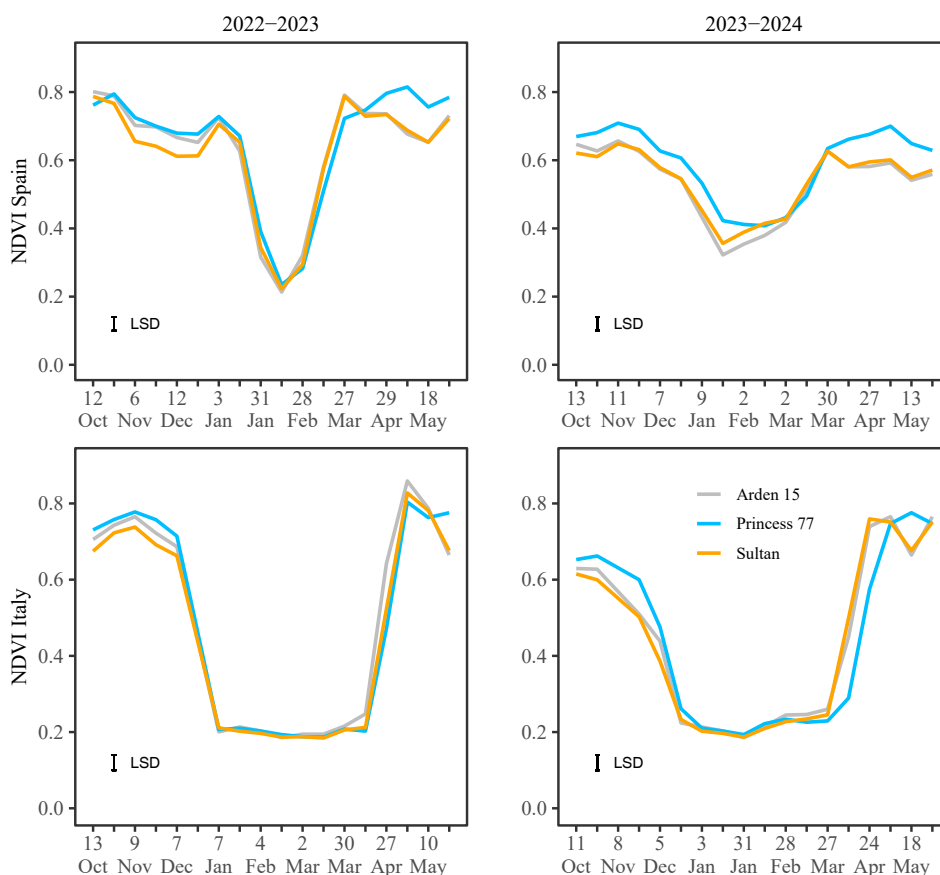 2022−2023
2023−2024
NDVI Spain
0.8
0.6
0.4
0.2
0.0
LSD
12 6 12 3 31 28 27 29 18
Oct Nov Dec Jan Jan Feb Mar Apr May
0.8
0.6
0.4
0.2
0.0
LSD
13 11 7 9 2 2 30 27 13
Oct Nov Dec Jan Feb Mar Mar Apr May
NDVI Italy
0.8
0.6
0.4
0.2
0.0
LSD
13 9 7 7 4 2 30 27 10
Oct Nov Dec Jan Feb Mar Mar Apr May
0.8
0.6
0.4
0.2
0.0
Arden 15
Princess 77
Sultan
LSD
11 8 5 3 31 28 27 24 18
Oct Nov Dec Jan Jan Feb Mar Apr May